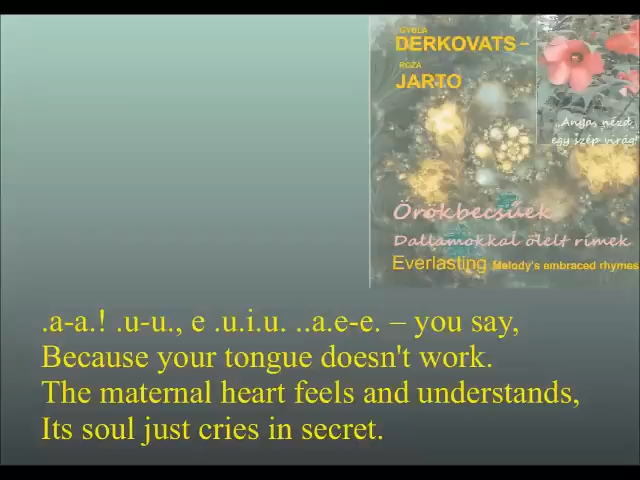 GYULA
DERKOVATS –
RÓZA
JARTO
„Anya, nézd,
egy szép virág"
Örökbecsűek
Dallamokkal ölelt rímek
Everlasting Melody's embraced rhymes
.a-a.! .u-u., e .u.i.u. ..a.e-e. – you say,
Because your tongue doesn't work.
The maternal heart feels and understands,
Its soul just cries in secret.